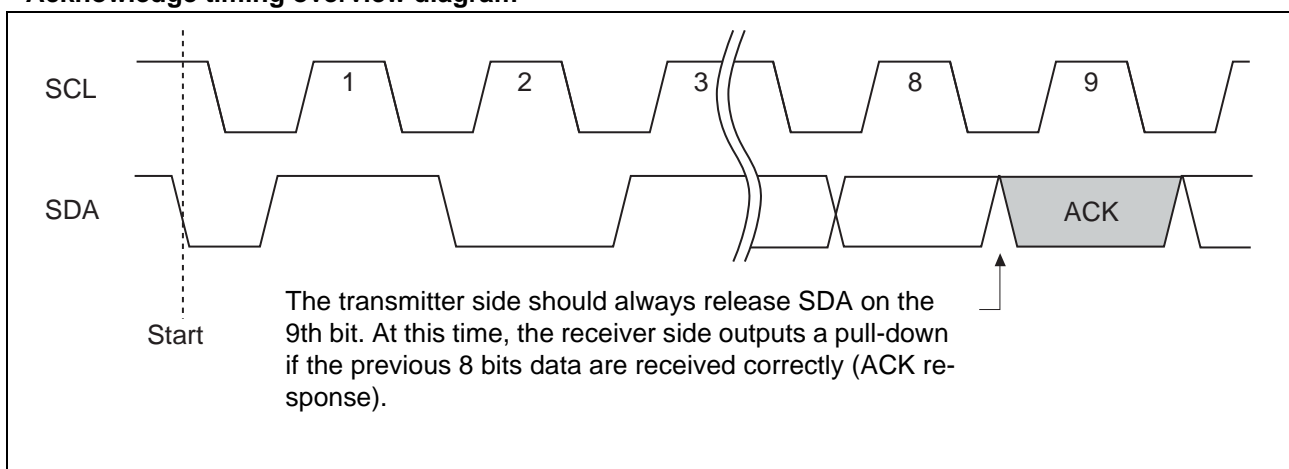 Acknowledge timing overview diagram
SCL
1
2
3
8
9
SDA
ACK
The transmitter side should always release SDA on the
9th bit. At this time, the receiver side outputs a pull-down
if the previous 8 bits data are received correctly (ACK re-
sponse).
Start